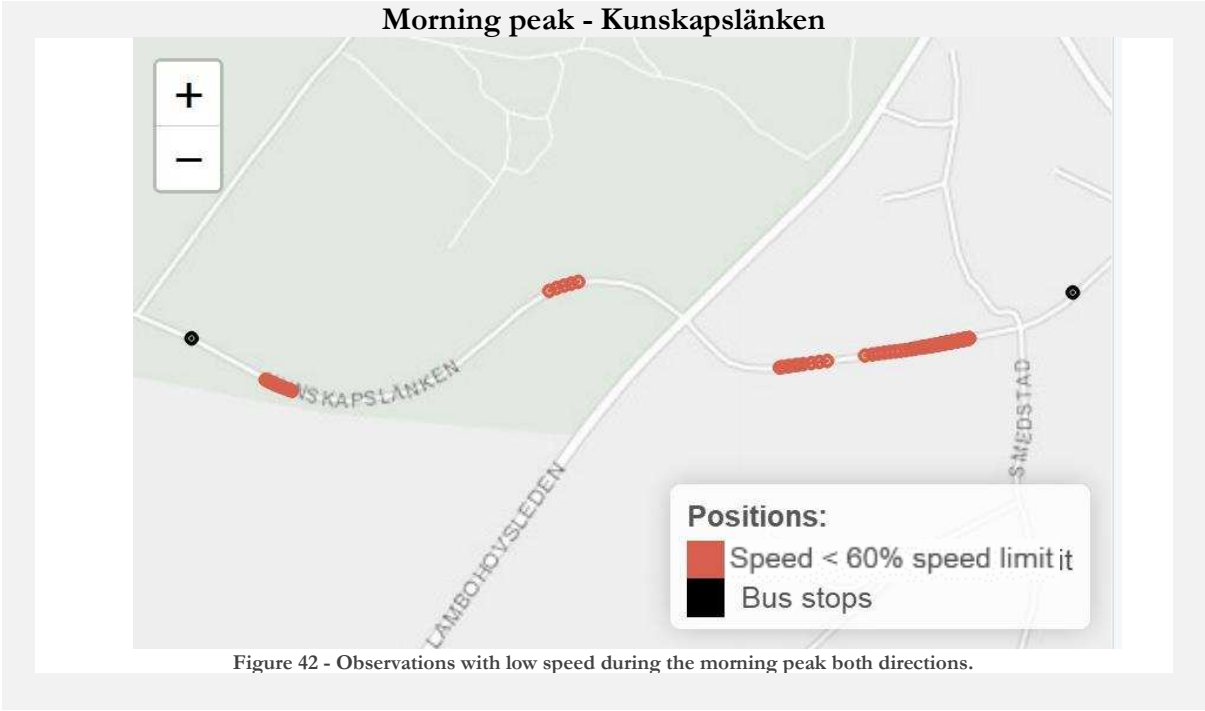 Morning peak - Kunskapslänken
+
−
NSKAPSLÄNKEN
SMEDSTAD
LAMBOHOVSLEDEN
Positions:
Speed < 60% speed limit it
Bus stops
Figure 42 - Observations with low speed during the morning peak both directions.